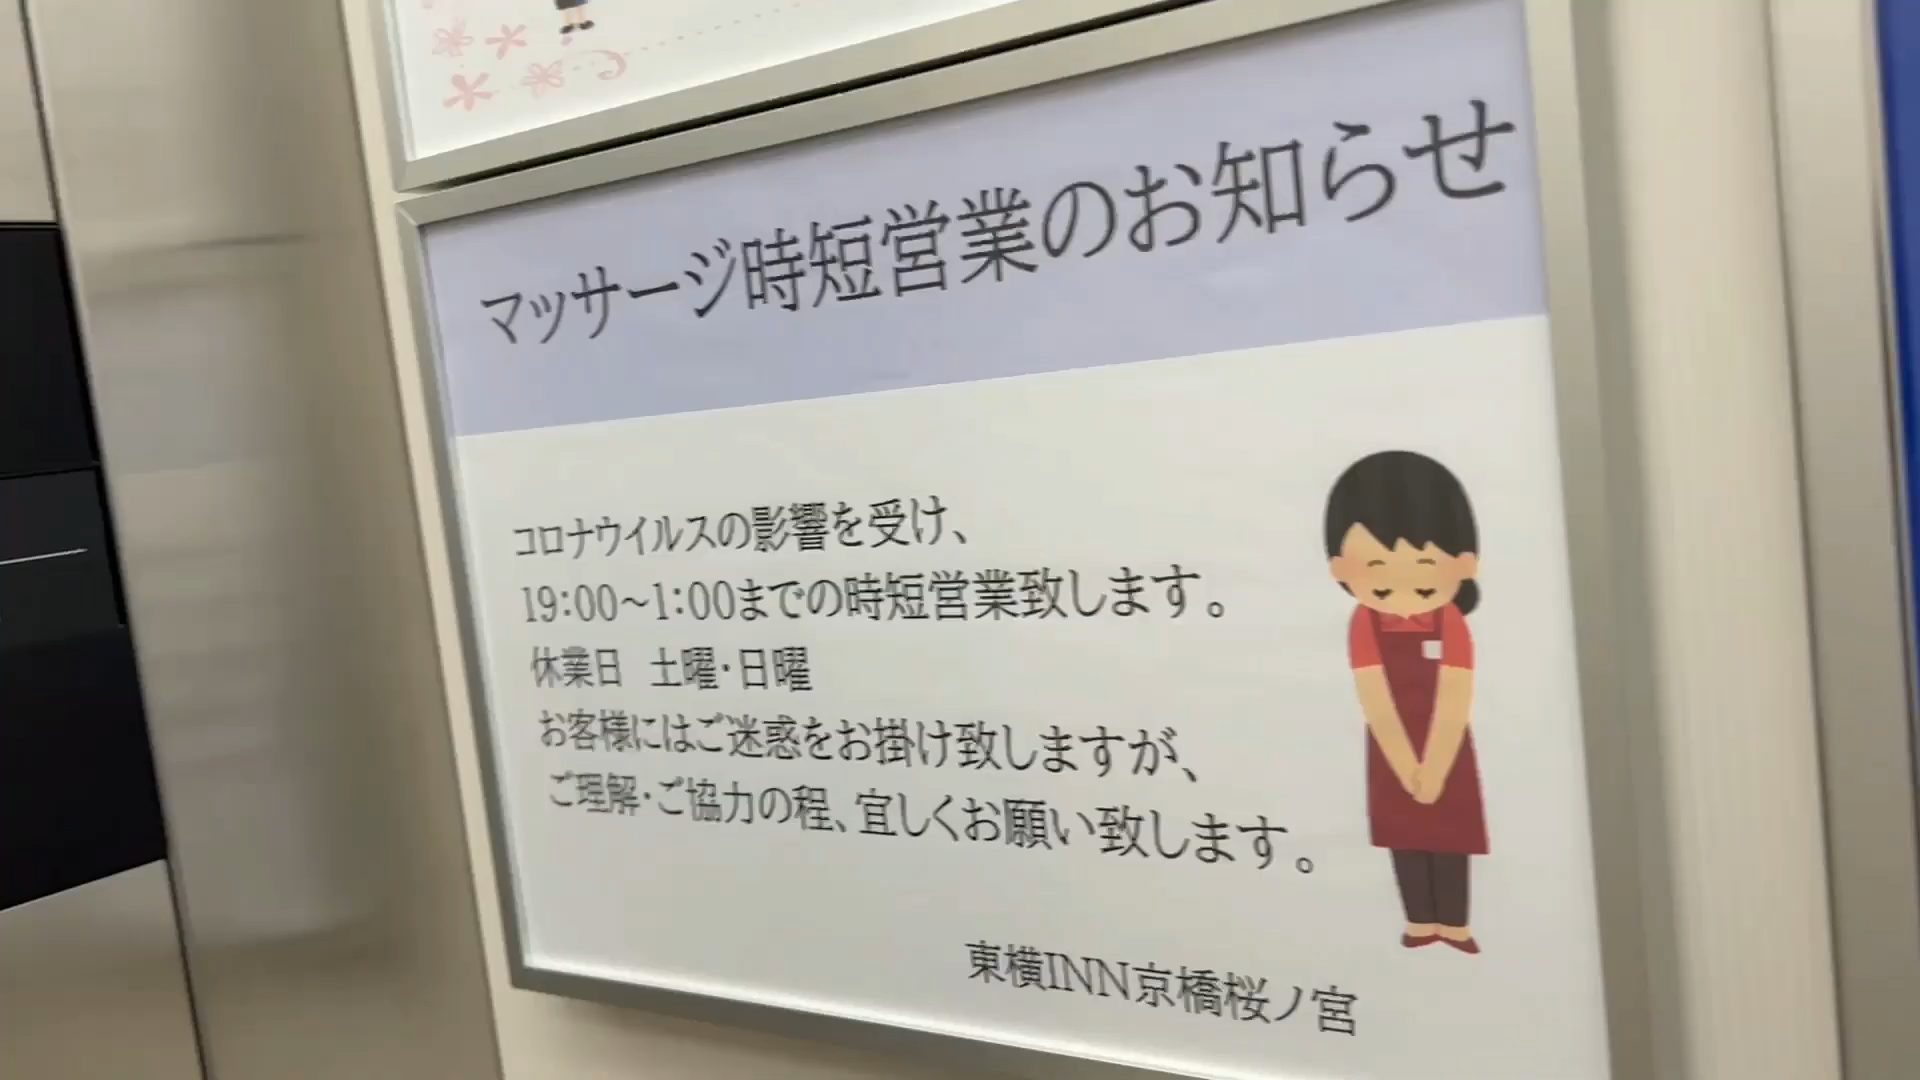 マッサージ時短営業のお知らせ
コロナウイルスの影響を受け、
19:00～1:00までの時短営業致します。
休業日　土曜・日曜
お客様にはご迷惑をお掛け致しますが、
ご理解・ご協力の程、宜しくお願い致します。
東横INN京橋桜ノ宮